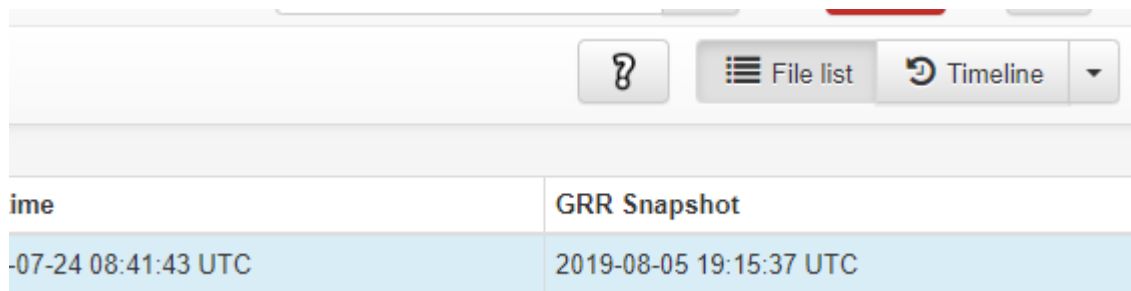 ? File list Timeline
ime GRR Snapshot
-07-24 08:41:43 UTC 2019-08-05 19:15:37 UTC